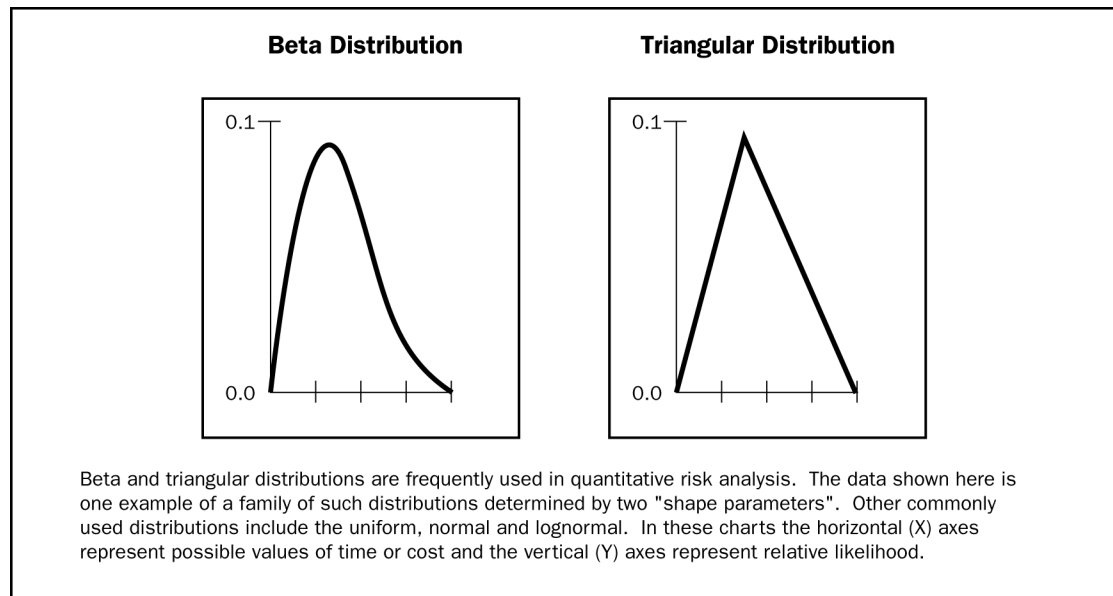 Beta Distribution
Triangular Distribution
0.1
0.0
0.1
0.0
Beta and triangular distributions are frequently used in quantitative risk analysis.  The data shown here is
one example of a family of such distributions determined by two "shape parameters".  Other commonly
used distributions include the uniform, normal and lognormal.  In these charts the horizontal (X) axes
represent possible values of time or cost and the vertical (Y) axes represent relative likelihood.